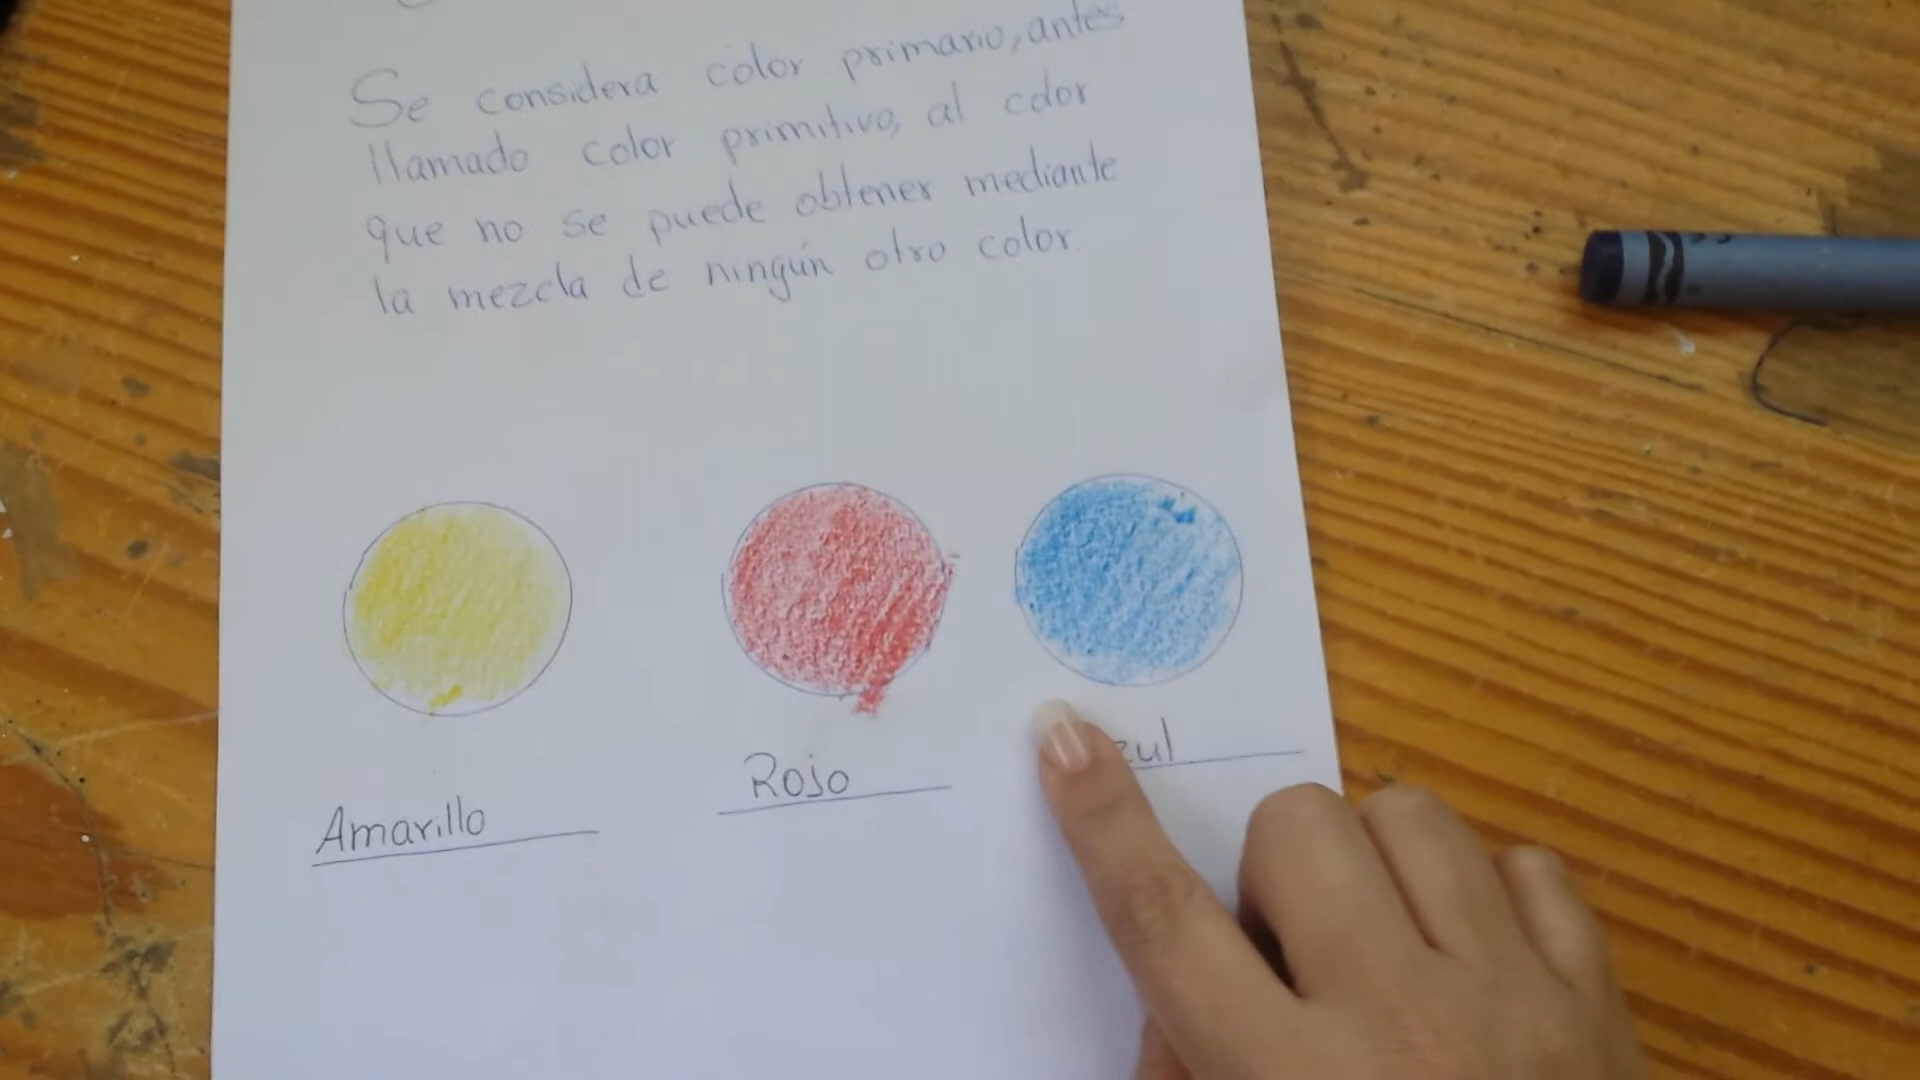 Se considera color primario, antes
llamado color primitivo, al color
que no se puede obtener mediante
la mezcla de ningún otro color
Amarillo
Rojo
zul